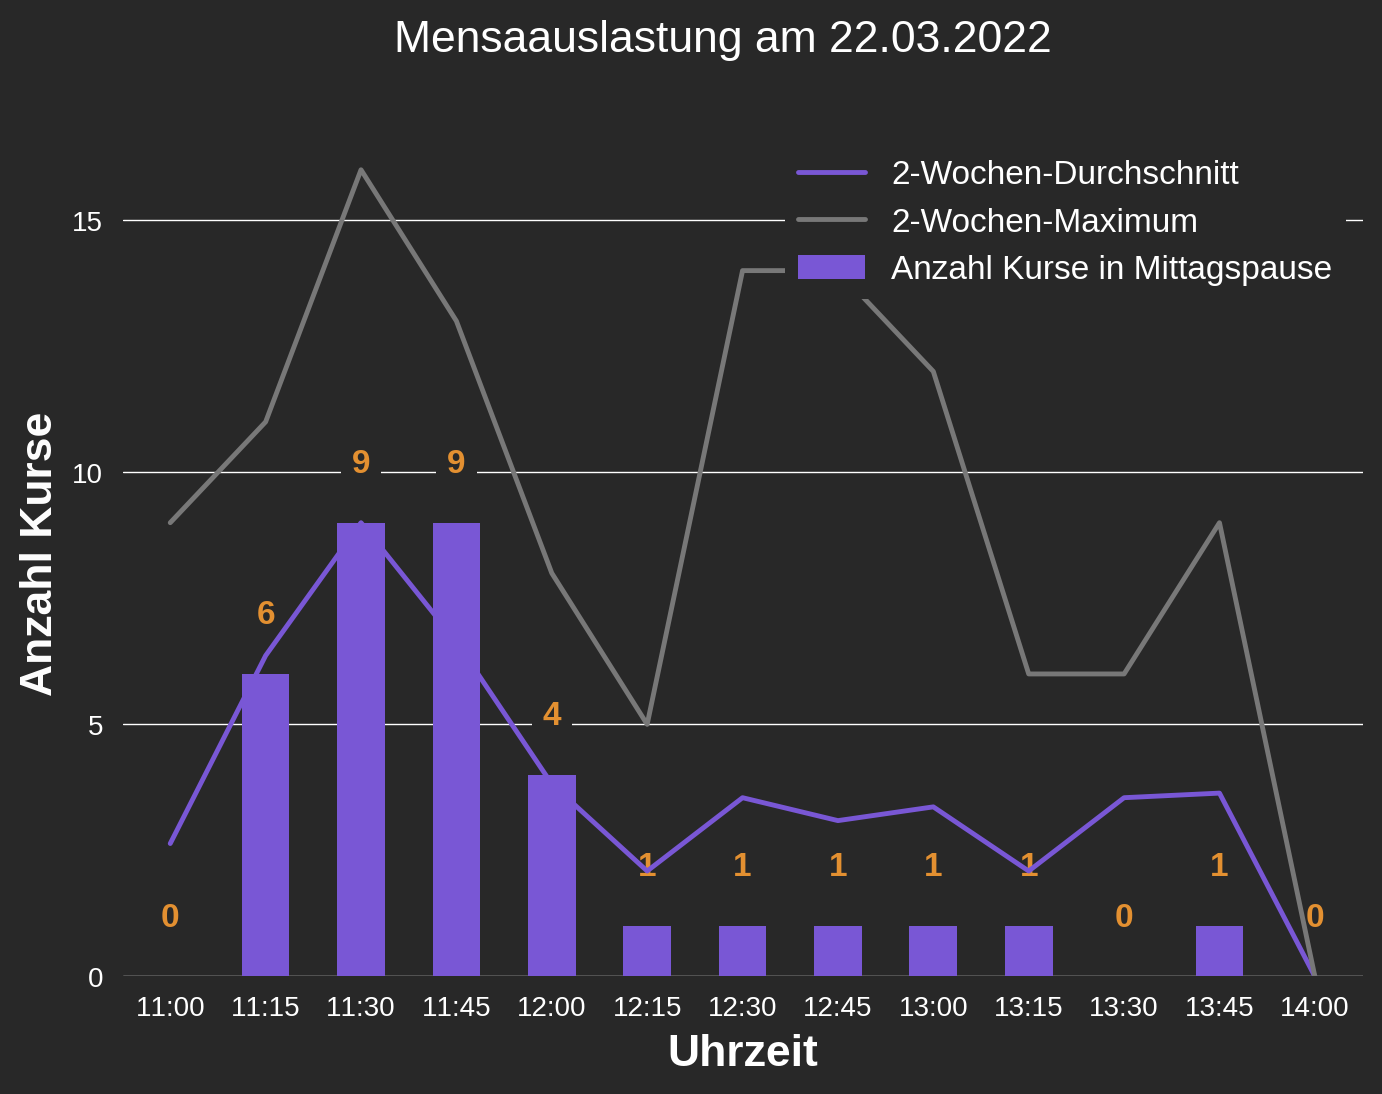 Mensaauslastung am 22.03.2022
2-Wochen-Durchschnitt
2-Wochen-Maximum
Anzahl Kurse in Mittagspause
Anzahl Kurse
15
10
5
0
0
6
9
9
4
1
1
1
1
1
0
1
0
11:00 11:15 11:30 11:45 12:00 12:15 12:30 12:45 13:00 13:15 13:30 13:45 14:00
Uhrzeit